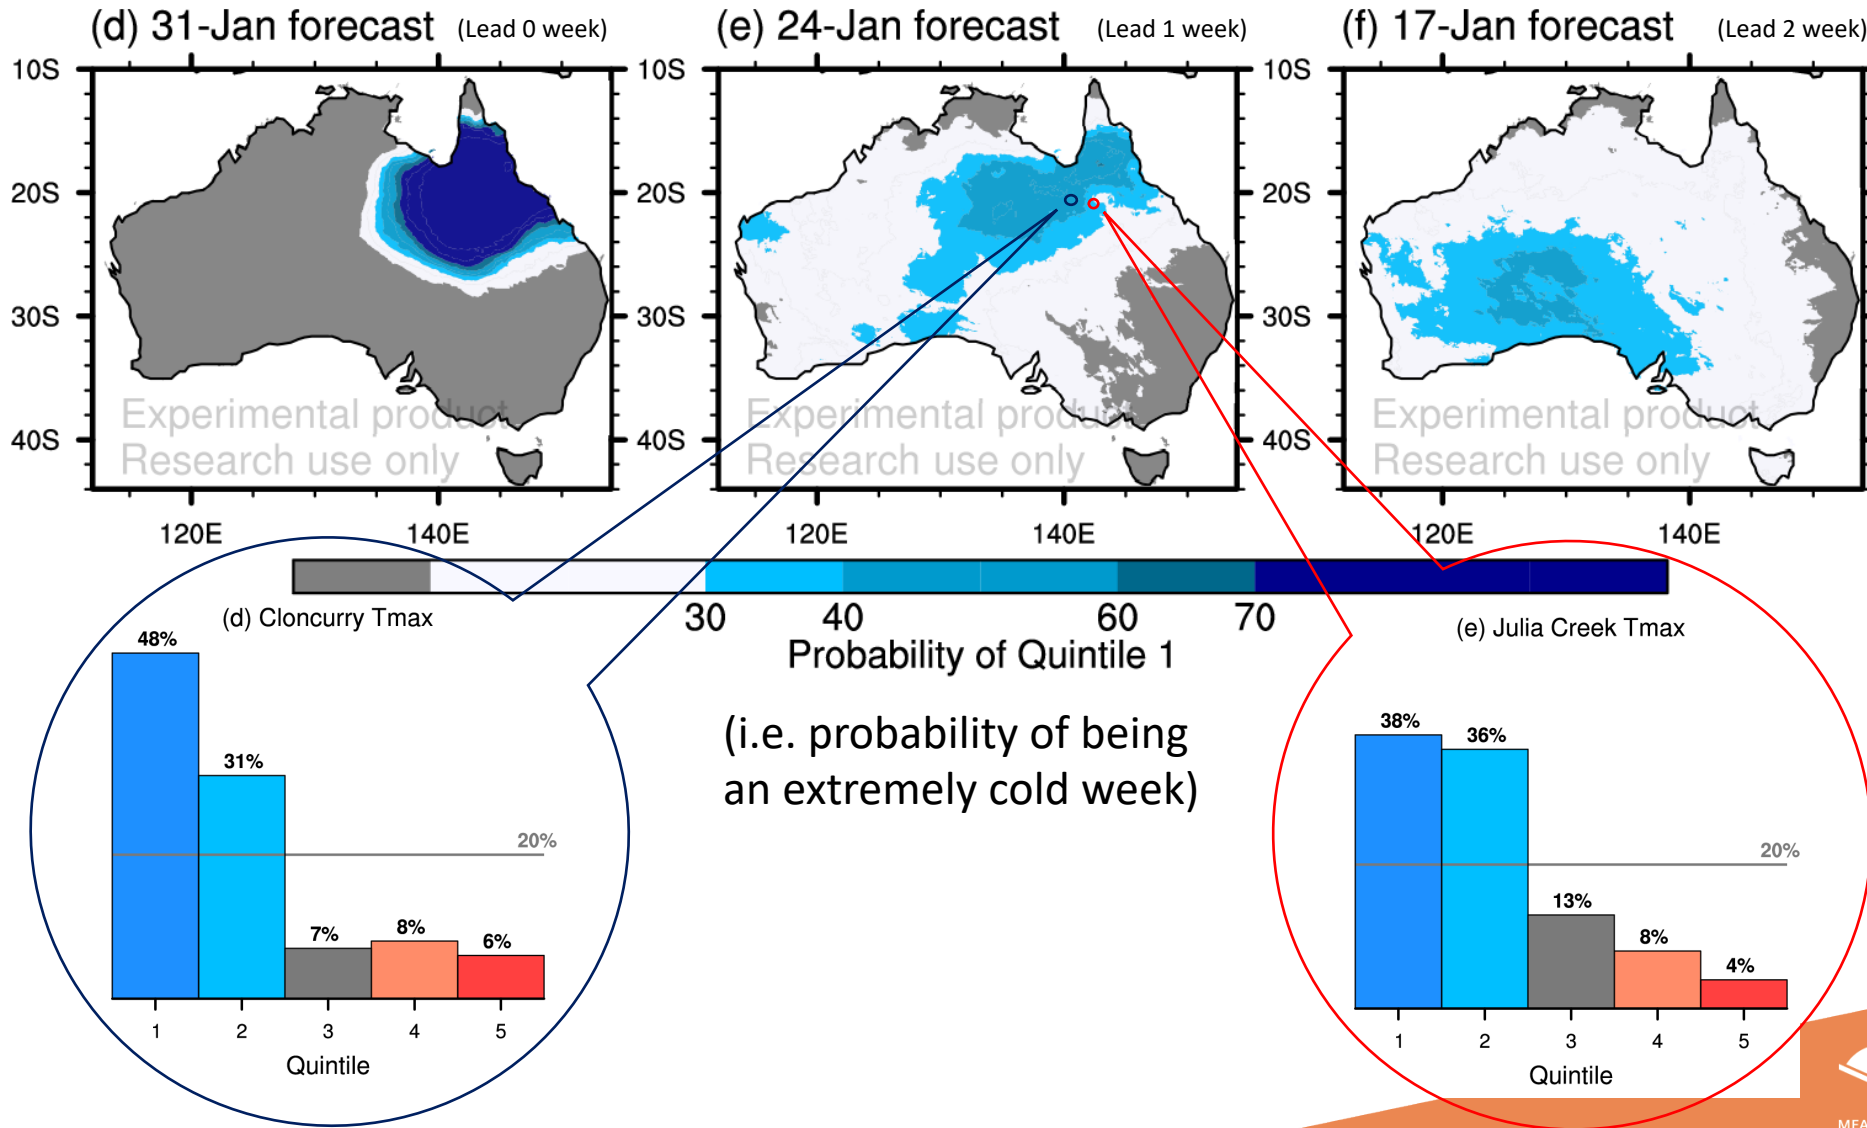 (d) 31-Jan forecast (Lead 0 week)
(e) 24-Jan forecast (Lead 1 week)
(f) 17-Jan forecast (Lead 2 week)
10S
10S
10S
20S
20S
20S
30S
30S
30S
40S
40S
40S
Experimental product
Research use only
Experimental product
Research use only
Experimental product
Research use only
120E
140E
120E
140E
120E
140E
30
40
60
70
Probability of Quintile 1
(i.e. probability of being
an extremely cold week)
(d) Cloncurry Tmax
48%
31%
7%
8%
6%
20%
1
2
3
4
5
Quintile
(e) Julia Creek Tmax
38%
36%
13%
8%
4%
20%
1
2
3
4
5
Quintile